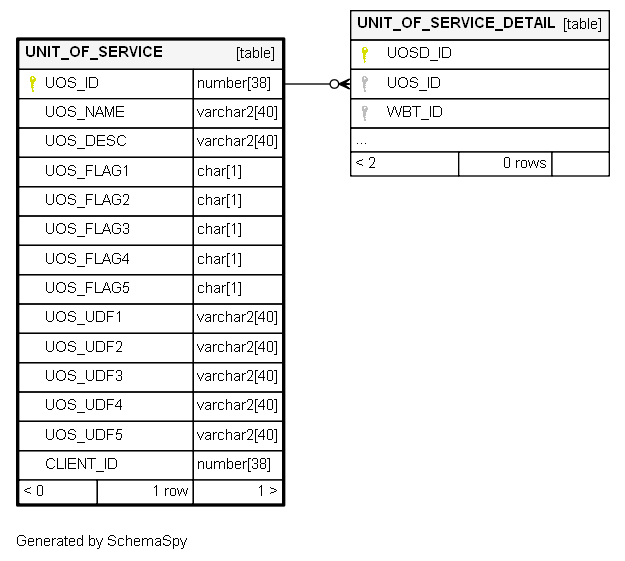 UNIT_OF_SERVICE [table]
UOS_ID number[38]
UOS_NAME varchar2[40]
UOS_DESC varchar2[40]
UOS_FLAG1 char[1]
UOS_FLAG2 char[1]
UOS_FLAG3 char[1]
UOS_FLAG4 char[1]
UOS_FLAG5 char[1]
UOS_UDF1 varchar2[40]
UOS_UDF2 varchar2[40]
UOS_UDF3 varchar2[40]
UOS_UDF4 varchar2[40]
UOS_UDF5 varchar2[40]
CLIENT_ID number[38]
< 0 1 row 1 >
UNIT_OF_SERVICE_DETAIL [table]
UOSD_ID
UOS_ID
WBT_ID
...
< 2 0 rows
Generated by SchemaSpy